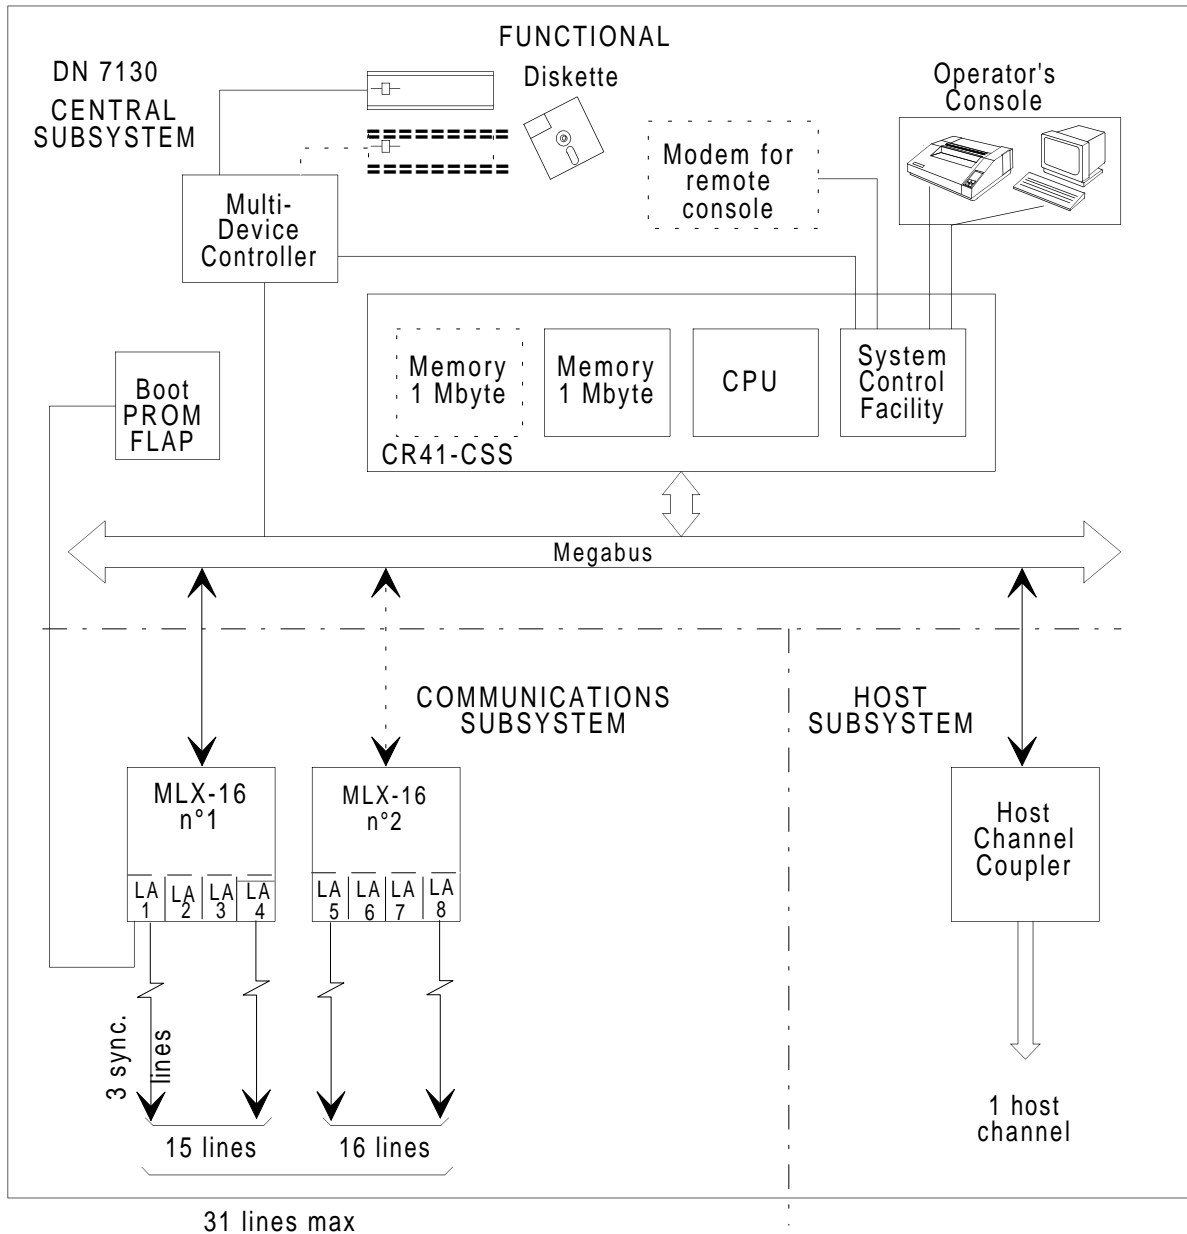 FUNCTIONAL
DN 7130
CENTRAL
SUBSYSTEM
Diskette
Operator's
Console
Modem for
remote
console
Multi-
Device
Controller
Boot
PROM
FLAP
Memory
1 Mbyte
Memory
1 Mbyte
CPU
System
Control
Facility
CR41-CSS
Megabus
COMMUNICATIONS
SUBSYSTEM
HOST
SUBSYSTEM
MLX-16
n°1
MLX-16
n°2
Host
Channel
Coupler
LA
1
LA
2
LA
3
LA
4
LA
5
LA
6
LA
7
LA
8
3 sync.
lines
15 lines
16 lines
1 host
channel
31 lines max